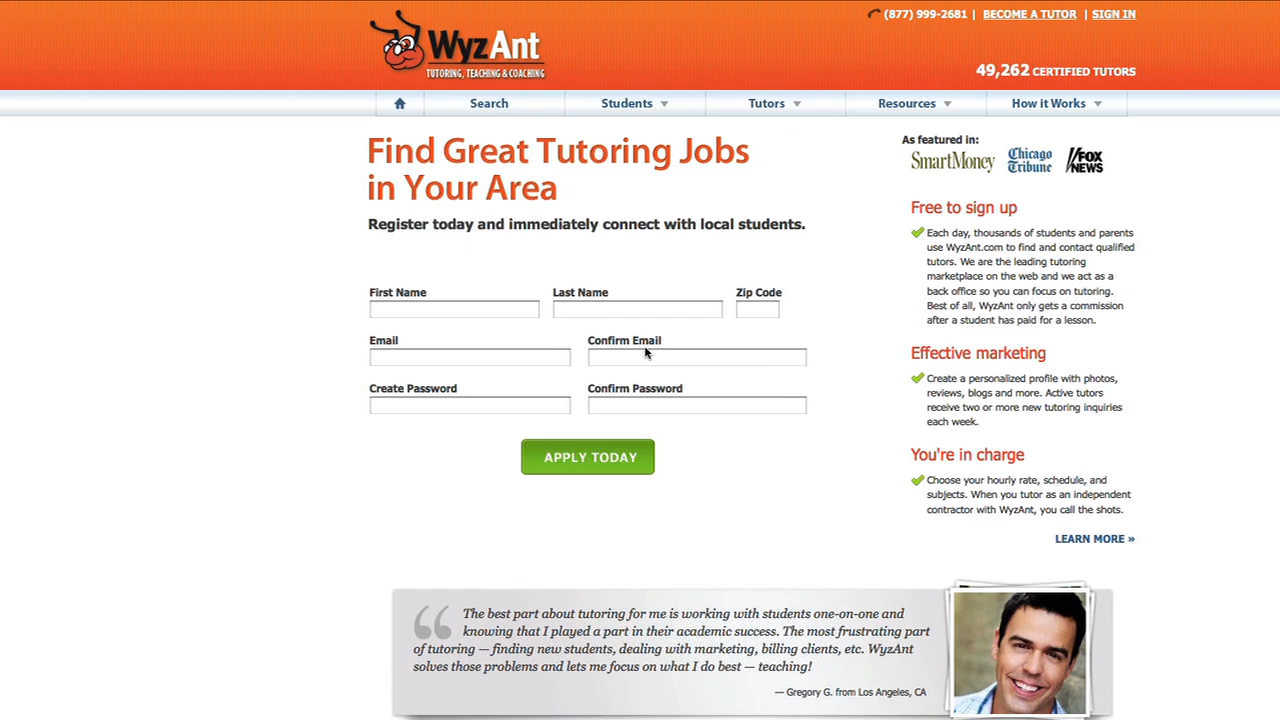 (877) 999-2681 | BECOME A TUTOR | SIGN IN
WyzAnt
TUTORING, TEACHING & COACHING
49,262 CERTIFIED TUTORS
Search Students Tutors Resources How it Works
Find Great Tutoring Jobs
in Your Area
Register today and immediately connect with local students.
First Name Last Name Zip Code
Email Confirm Email
Create Password Confirm Password
APPLY TODAY
As featured in:
SmartMoney Chicago Tribune FOX NEWS
Free to sign up
Each day, thousands of students and parents
use WyzAnt.com to find and contact qualified
tutors. We are the leading tutoring
marketplace on the web and we act as a
back office so you can focus on tutoring.
Best of all, WyzAnt only gets a commission
after a student has paid for a lesson.
Effective marketing
Create a personalized profile with photos,
reviews, blogs and more. Active tutors
receive two or more new tutoring inquiries
each week.
You're in charge
Choose your hourly rate, schedule, and
subjects. When you tutor as an independent
contractor with WyzAnt, you call the shots.
LEARN MORE »
“ The best part about tutoring for me is working with students one-on-one and
knowing that I played a part in their academic success. The most frustrating part
of tutoring — finding new students, dealing with marketing, billing clients, etc. WyzAnt
solves those problems and lets me focus on what I do best — teaching!
— Gregory G. from Los Angeles, CA